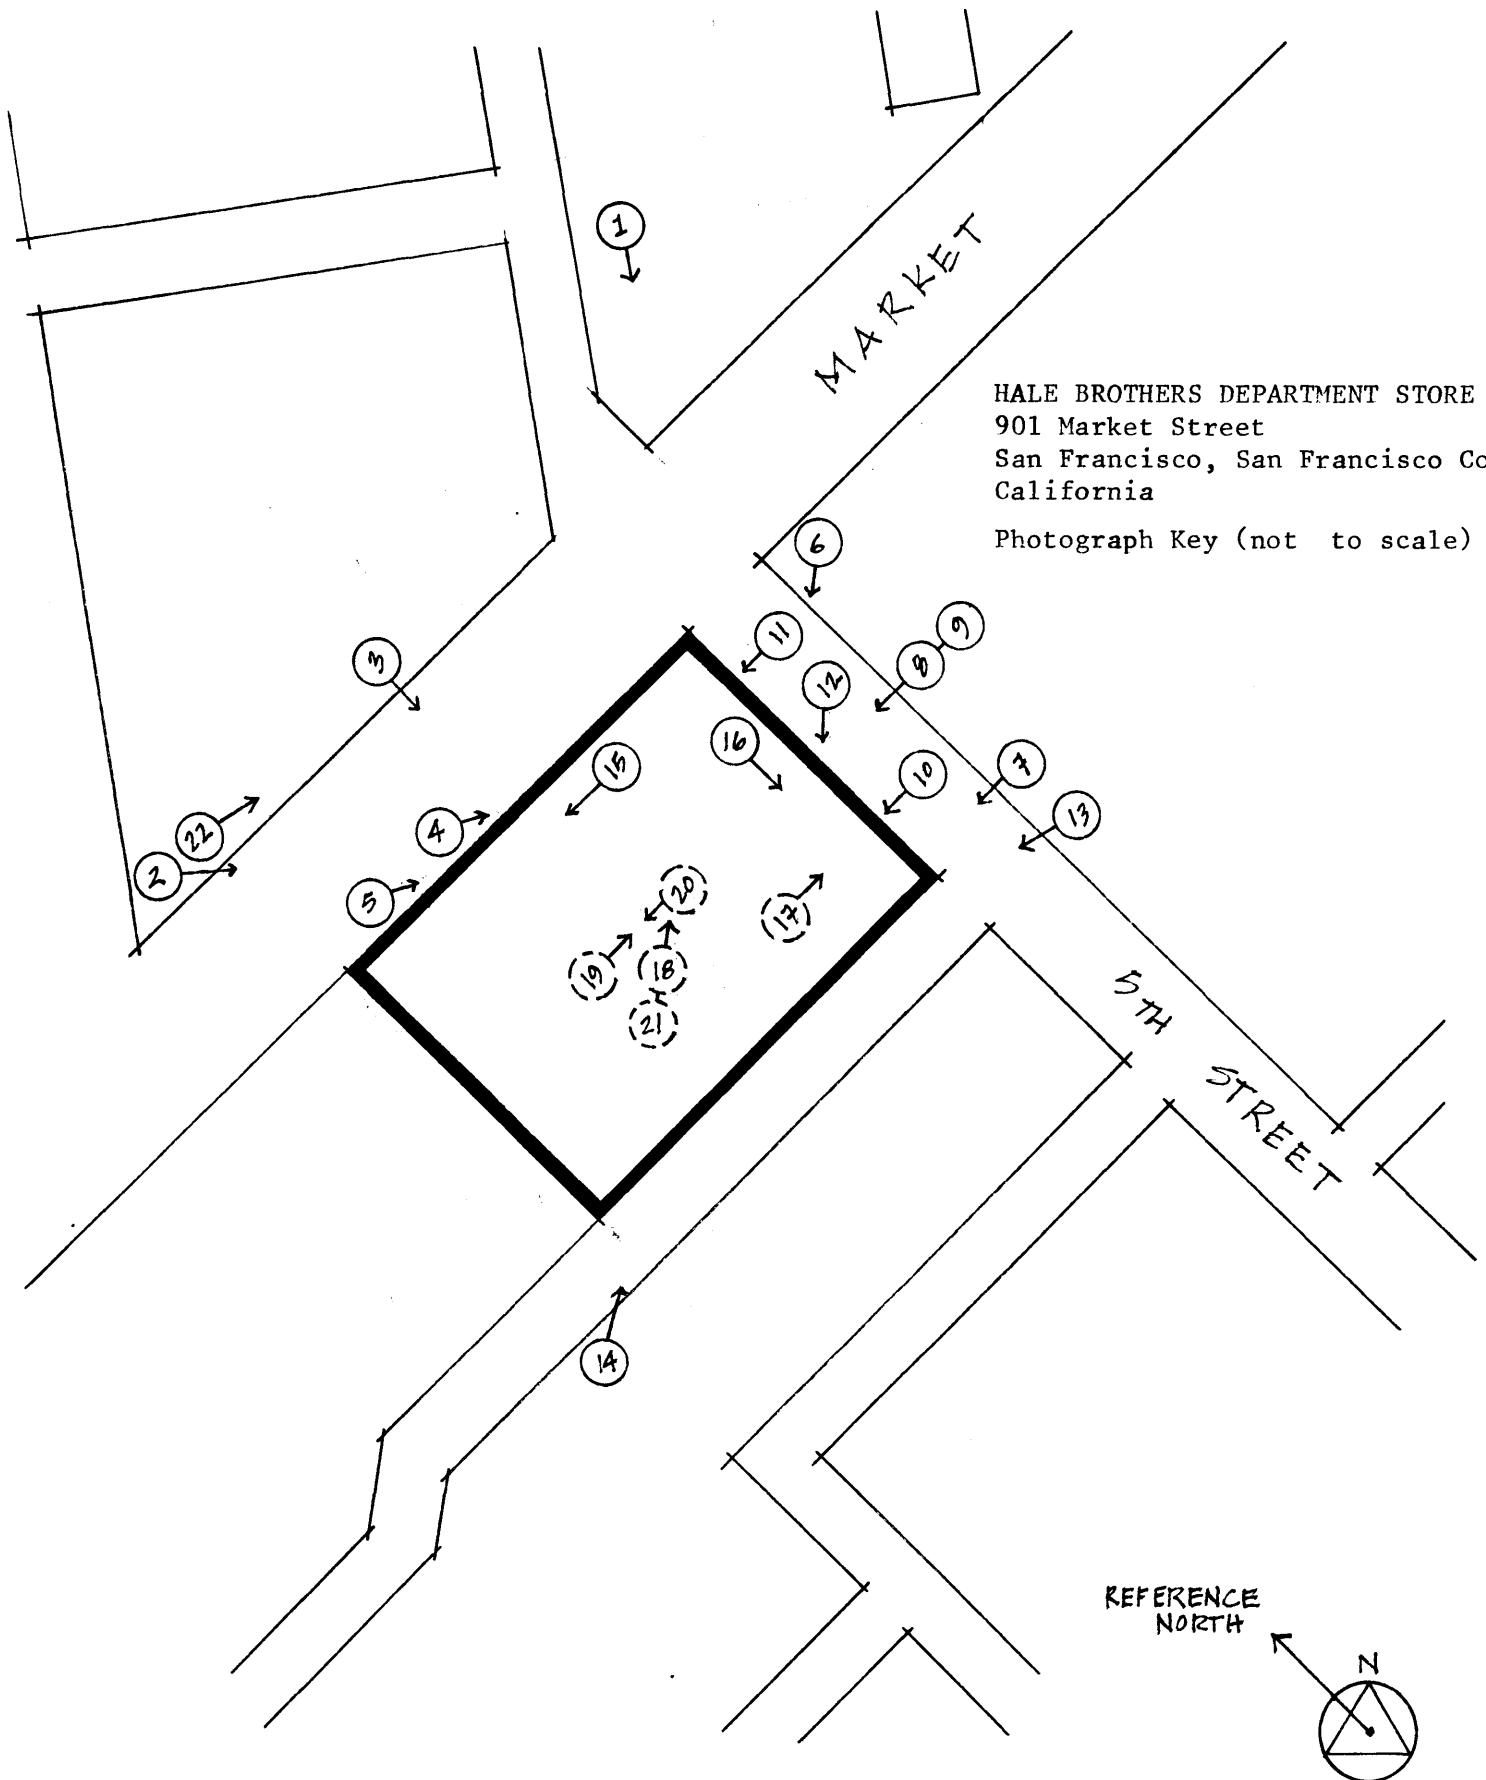 1
MARKET
HALE BROTHERS DEPARTMENT STORE
901 Market Street
San Francisco, San Francisco Co
California
Photograph Key (not to scale)
6
11
9
3
8
12
16
15
7
10
22
4
13
2
5
20
17
19
18
21
5TH STREET
14
REFERENCE
NORTH
N